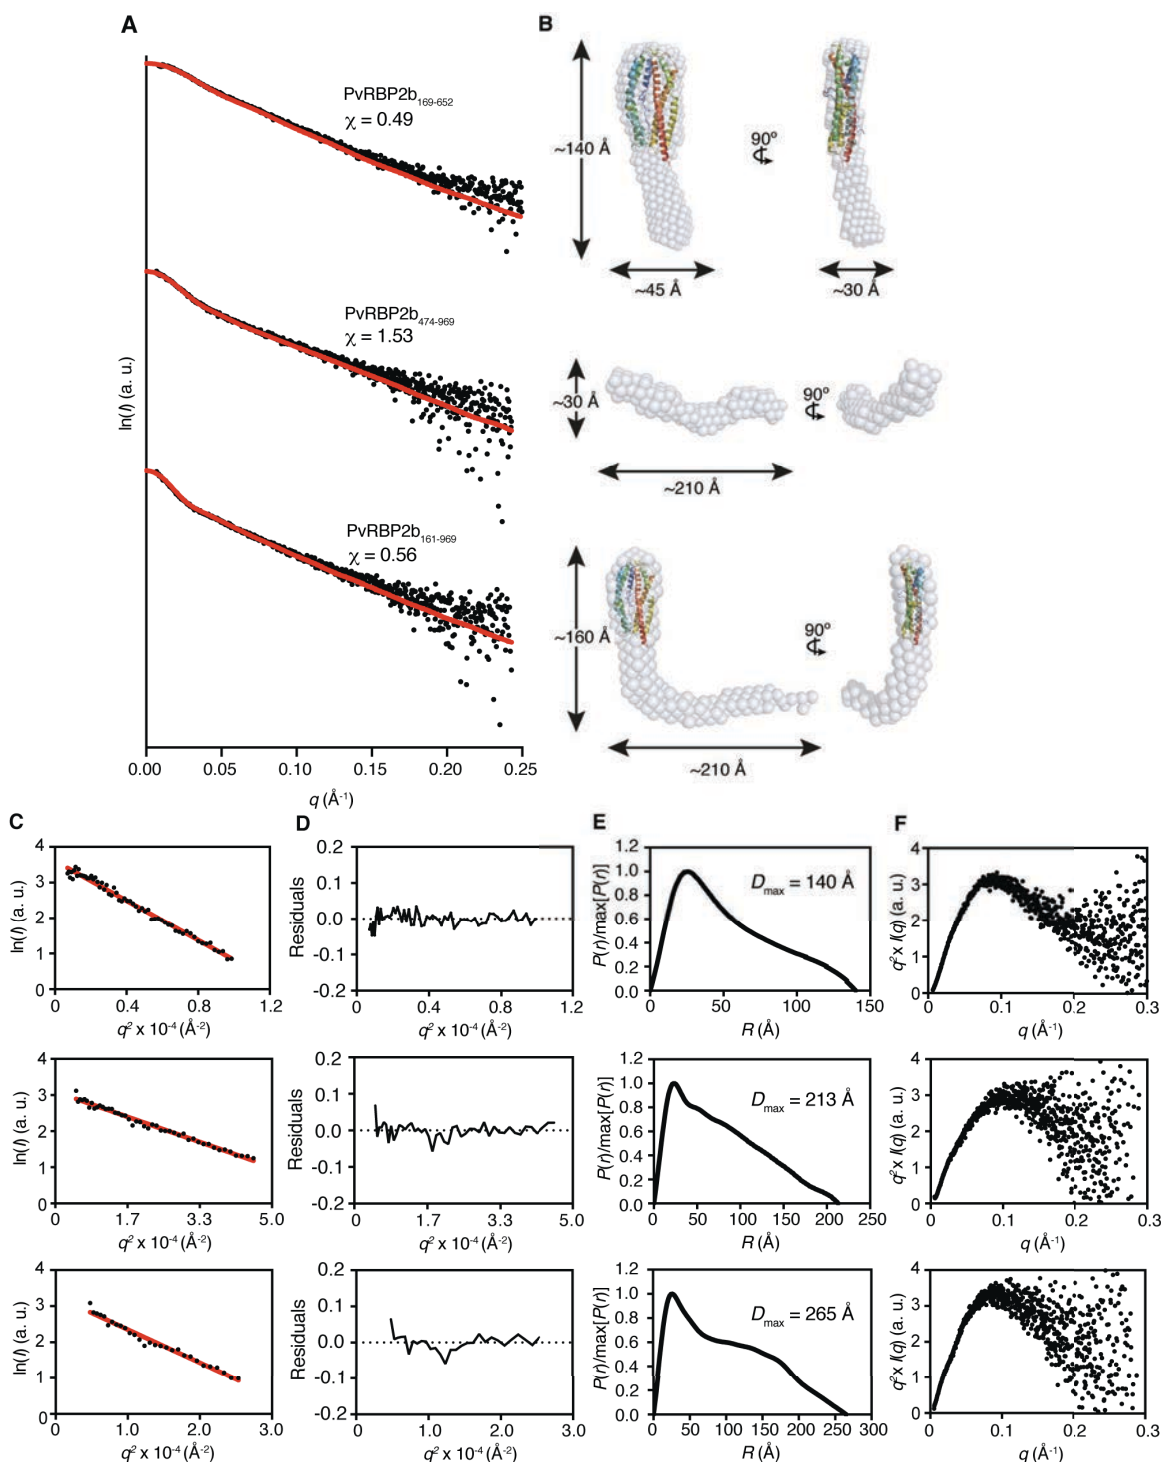 A
B
PvRBP2b169-652
χ = 0.49
PvRBP2b474-969
χ = 1.53
PvRBP2b161-969
χ = 0.56
ln(I) (a. u.)
0.00 0.05 0.10 0.15 0.20 0.25
q (Å-1)
~140 Å
90º
~45 Å
~30 Å
~30 Å
90º
~210 Å
~160 Å
90º
~210 Å
C
D
E
F
4
3
2
1
0
ln(I) (a. u.)
0 0.4 0.8 1.2
q2 x 10-4 (Å-2)
0.2
0.1
0.0
-0.1
-0.2
Residuals
0 0.4 0.8 1.2
q2 x 10-4 (Å-2)
1.2
1.0
0.8
0.6
0.4
0.2
0.0
P(r)/max[P(r)]
Dmax = 140 Å
0 50 100 150
R (Å)
4
3
2
1
0
q2x I(q) (a. u.)
0 0.1 0.2 0.3
q (Å-1)
4
3
2
1
0
ln(I) (a. u.)
0 1.7 3.3 5.0
q2 x 10-4 (Å-2)
0.2
0.1
0.0
-0.1
-0.2
Residuals
0 1.7 3.3 5.0
q2 x 10-4 (Å-2)
1.2
1.0
0.8
0.6
0.4
0.2
0.0
P(r)/max[P(r)]
Dmax = 213 Å
0 50 100 150 200 250
R (Å)
4
3
2
1
0
q2x I(q) (a. u.)
0 0.1 0.2 0.3
q (Å-1)
4
3
2
1
0
ln(I) (a. u.)
0 1.0 2.0 3.0
q2 x 10-4 (Å-2)
0.2
0.1
0.0
-0.1
-0.2
Residuals
0 1.0 2.0 3.0
q2 x 10-4 (Å-2)
1.2
1.0
0.8
0.6
0.4
0.2
0.0
P(r)/max[P(r)]
Dmax = 265 Å
0 50 100 150 200 250 300
R (Å)
4
3
2
1
0
q2x I(q) (a. u.)
0 0.1 0.2 0.3
q (Å-1)